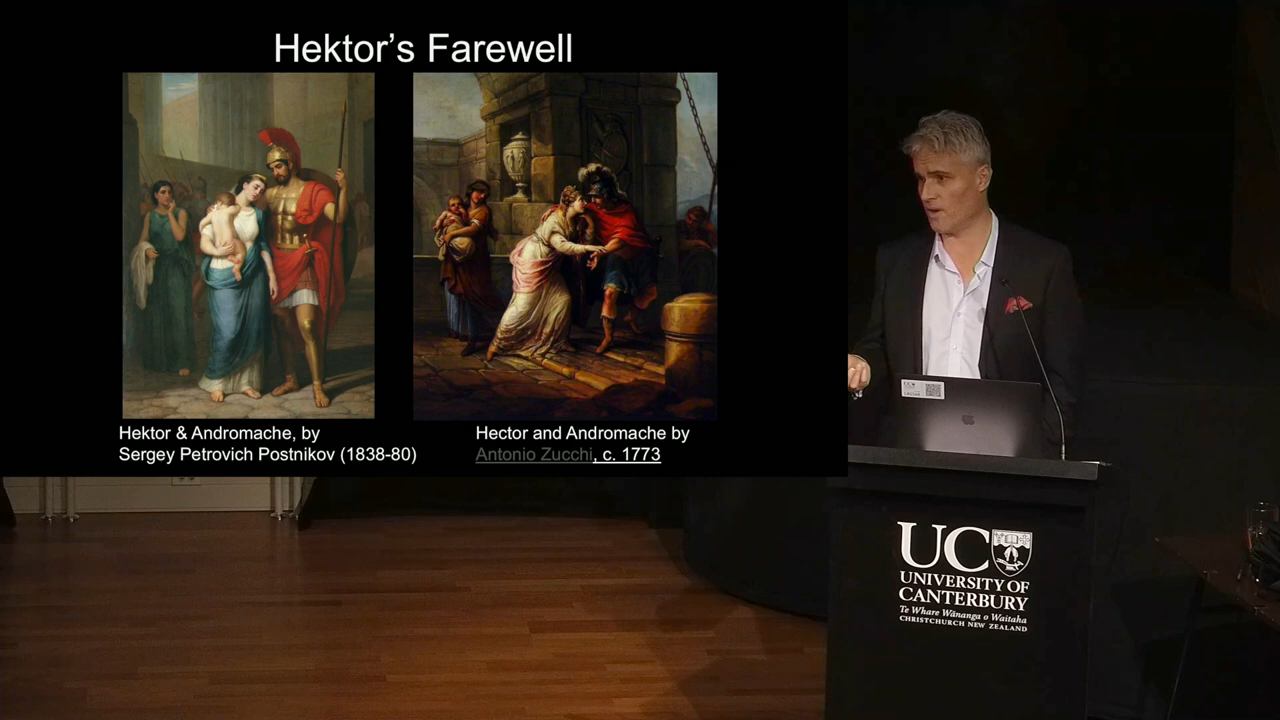 Hektor's Farewell
Hektor & Andromache, by
Sergey Petrovich Postnikov (1838-80)
Hector and Andromache by
Antonio Zucchi, c. 1773
UC
UNIVERSITY OF
CANTERBURY
Te Whare Wānanga o Waitaha
CHRISTCHURCH NEW ZEALAND